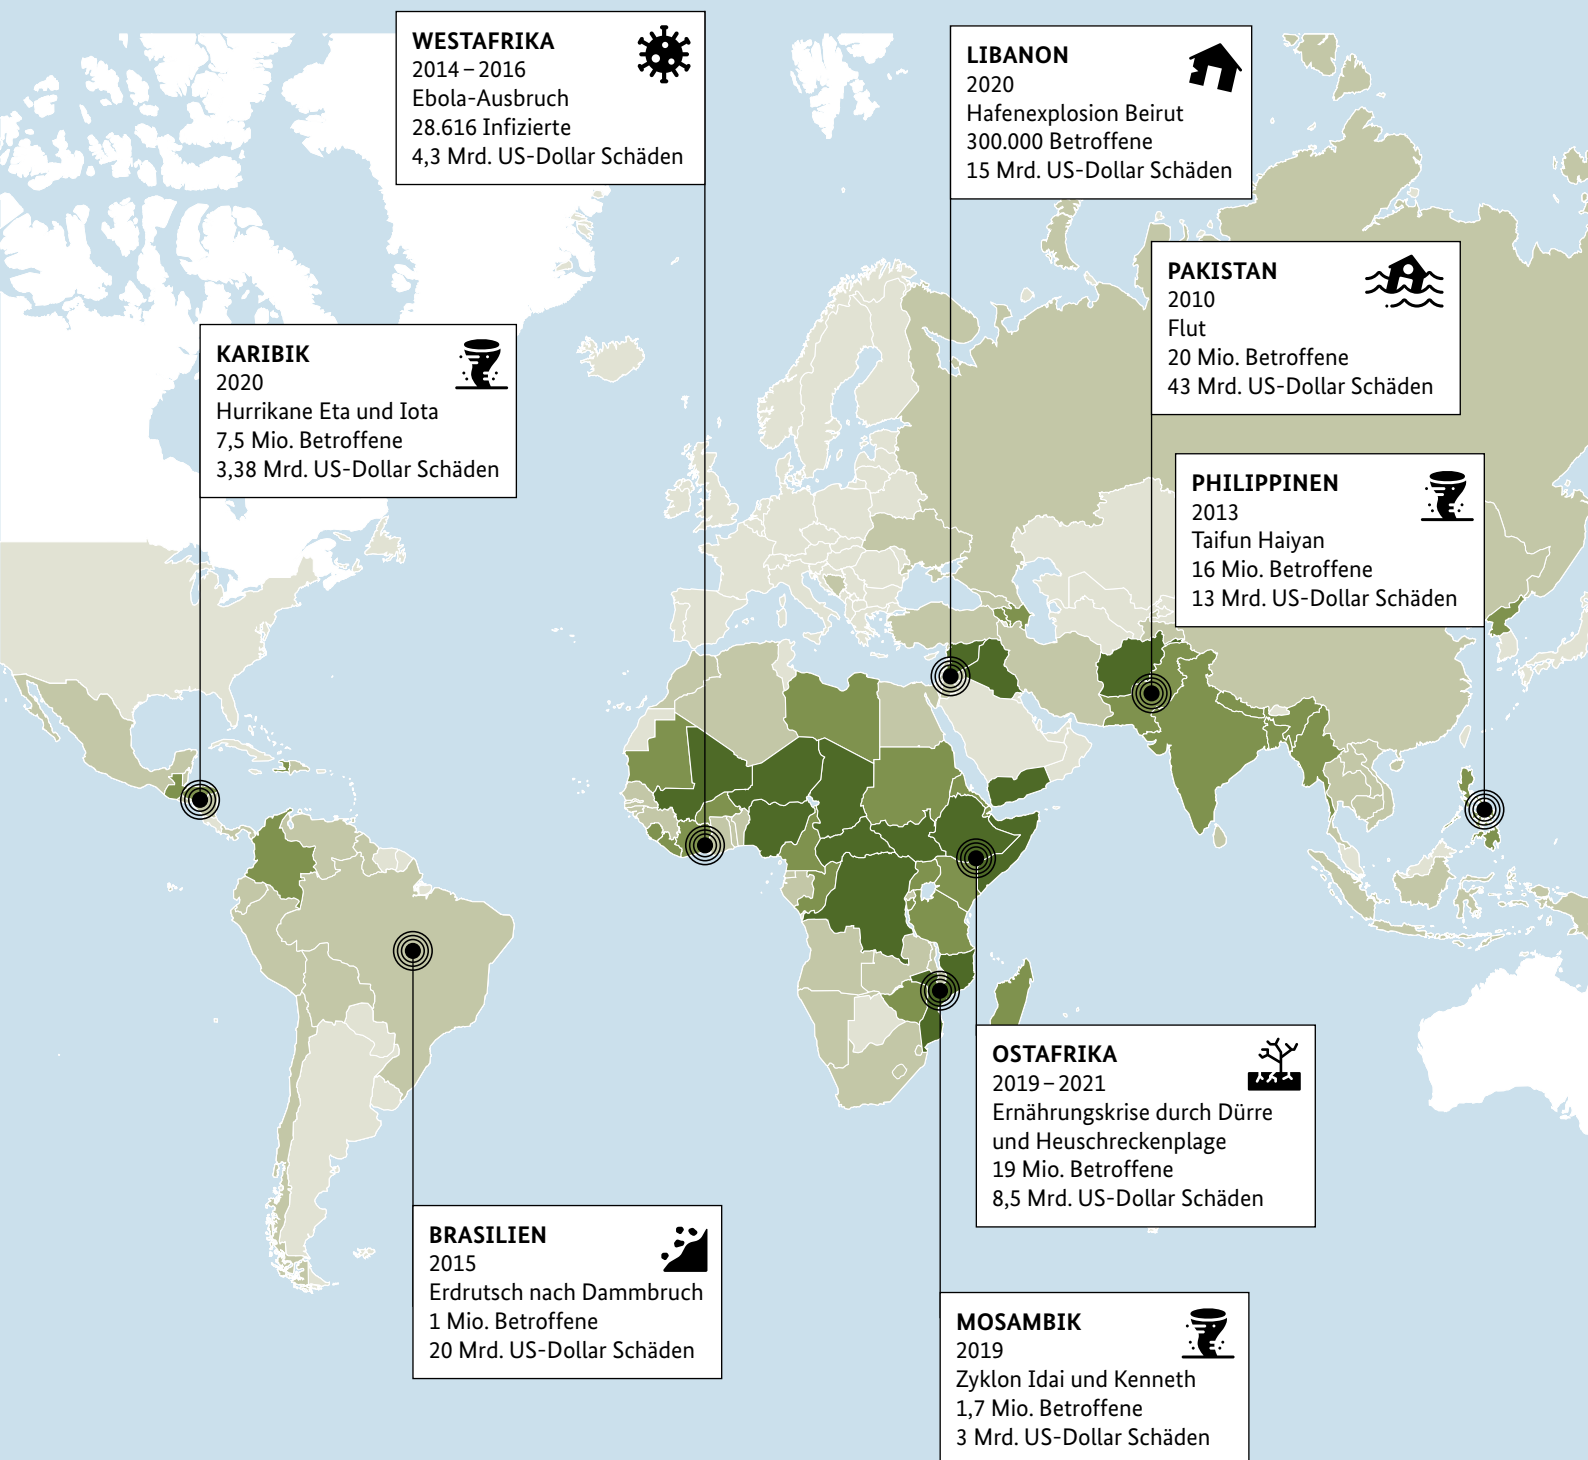 WESTAFRIKA
2014–2016
Ebola-Ausbruch
28.616 Infizierte
4,3 Mrd. US-Dollar Schäden
LIBANON
2020
Hafenexplosion Beirut
300.000 Betroffene
15 Mrd. US-Dollar Schäden
PAKISTAN
2010
Flut
20 Mio. Betroffene
43 Mrd. US-Dollar Schäden
KARIBIK
2020
Hurrikane Eta und Iota
7,5 Mio. Betroffene
3,38 Mrd. US-Dollar Schäden
PHILIPPINEN
2013
Taifun Haiyan
16 Mio. Betroffene
13 Mrd. US-Dollar Schäden
OSTAFRIKA
2019–2021
Ernährungskrise durch Dürre
und Heuschreckenplage
19 Mio. Betroffene
8,5 Mrd. US-Dollar Schäden
BRASILIEN
2015
Erdrutsch nach Dammbruch
1 Mio. Betroffene
20 Mrd. US-Dollar Schäden
MOSAMBIK
2019
Zyklon Idai und Kenneth
1,7 Mio. Betroffene
3 Mrd. US-Dollar Schäden